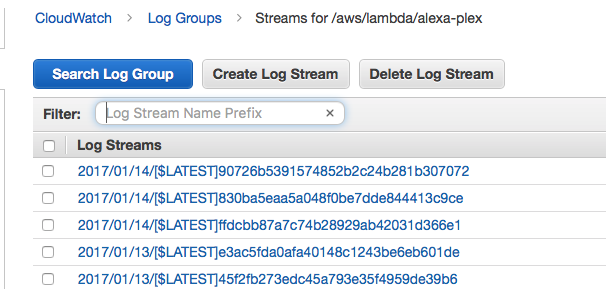 CloudWatch > Log Groups > Streams for /aws/lambda/alexa-plex
Search Log Group Create Log Stream Delete Log Stream
Filter: Log Stream Name Prefix ×
Log Streams
2017/01/14/[$LATEST]90726b5391574852b2c24b281b307072
2017/01/14/[$LATEST]830ba5eaa5a048f0be7dde844413c9ce
2017/01/14/[$LATEST]ffdcbb87a7c74b28929ab42031d366e1
2017/01/13/[$LATEST]e3ac5fda0afa40148c1243be6eb601de
2017/01/13/[$LATEST]45f2fb273edc45a793e35f4959de39b6